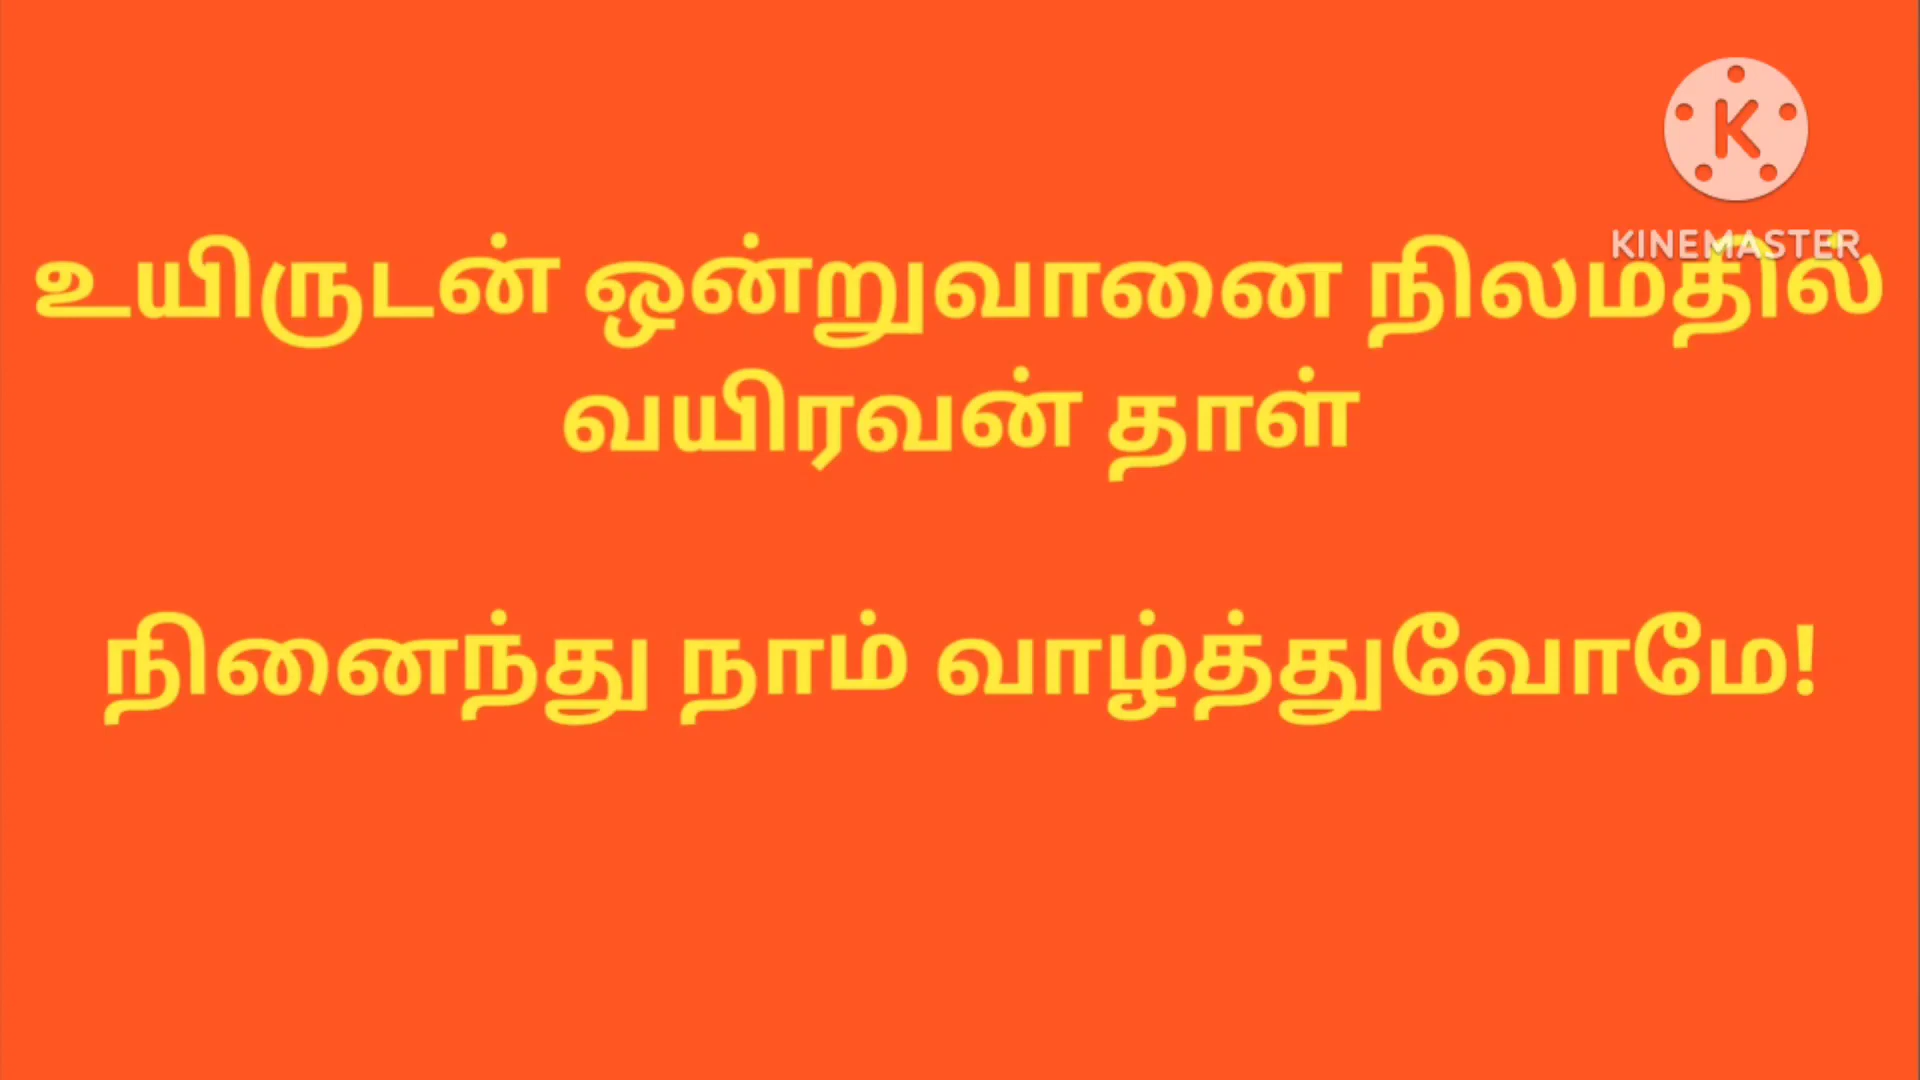 KINEMASTER
உயிருடன் ஒன்றுவானை நிலமதில்
வயிரவன் தாள்
நினைந்து நாம் வாழ்த்துவோமே!